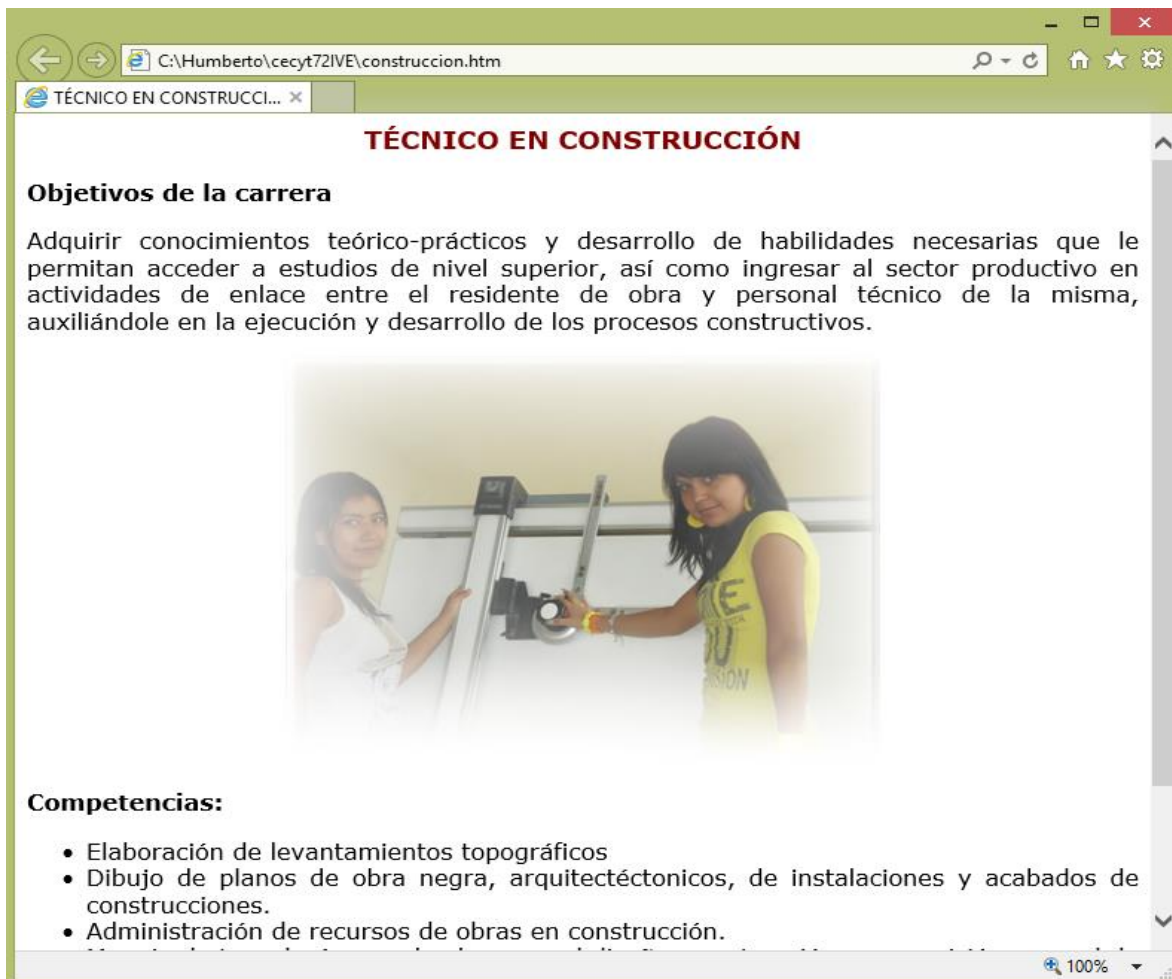 C:\Humberto\cecyt72IVE\construccion.htm
TÉCNICO EN CONSTRUCCI...
TÉCNICO EN CONSTRUCCIÓN
Objetivos de la carrera
Adquirir conocimientos teórico-prácticos y desarrollo de habilidades necesarias que le
permitan acceder a estudios de nivel superior, así como ingresar al sector productivo en
actividades de enlace entre el residente de obra y personal técnico de la misma,
auxiliándole en la ejecución y desarrollo de los procesos constructivos.
Competencias:
• Elaboración de levantamientos topográficos
• Dibujo de planos de obra negra, arquitectéctonicos, de instalaciones y acabados de
construcciones.
• Administración de recursos de obras en construcción.
100%